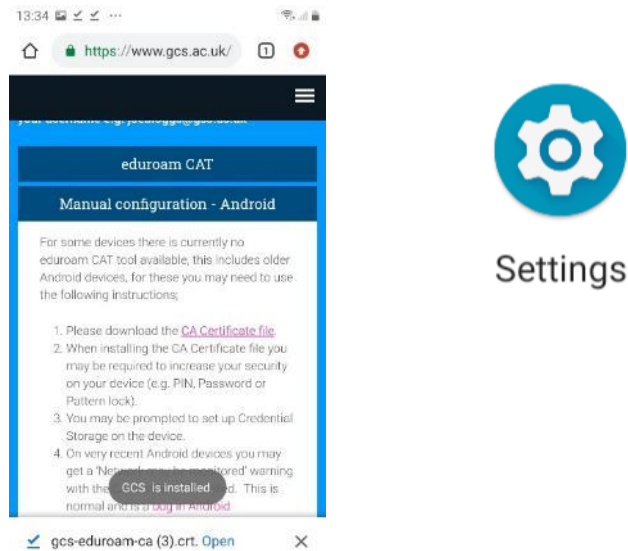 13:34
https://www.gcs.ac.uk/ 1
eduroam CAT
Manual configuration - Android
For some devices there is currently no
eduroam CAT tool available, this includes older
Android devices, for these you may need to use
the following instructions;
1. Please download the CA Certificate file.
2. When installing the CA Certificate file you
may be required to increase your security
on your device (e.g. PIN, Password or
Pattern lock).
3. You may be prompted to set up Credential
Storage on the device.
4. On very recent Android devices you may
get a 'Network may be monitored' warning
with the
GCS is installed.
This is
normal and is a bug in Android
gcs-eduroam-ca (3).crt. Open
Settings